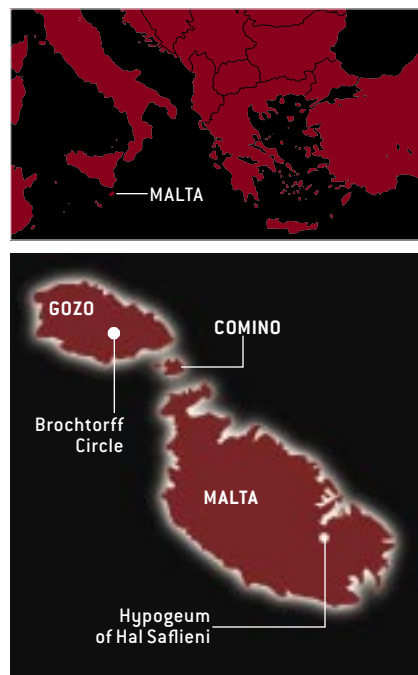 MALTA
GOZO
COMINO
Brochtorff
Circle
MALTA
Hypogeum
of Hal Saflieni